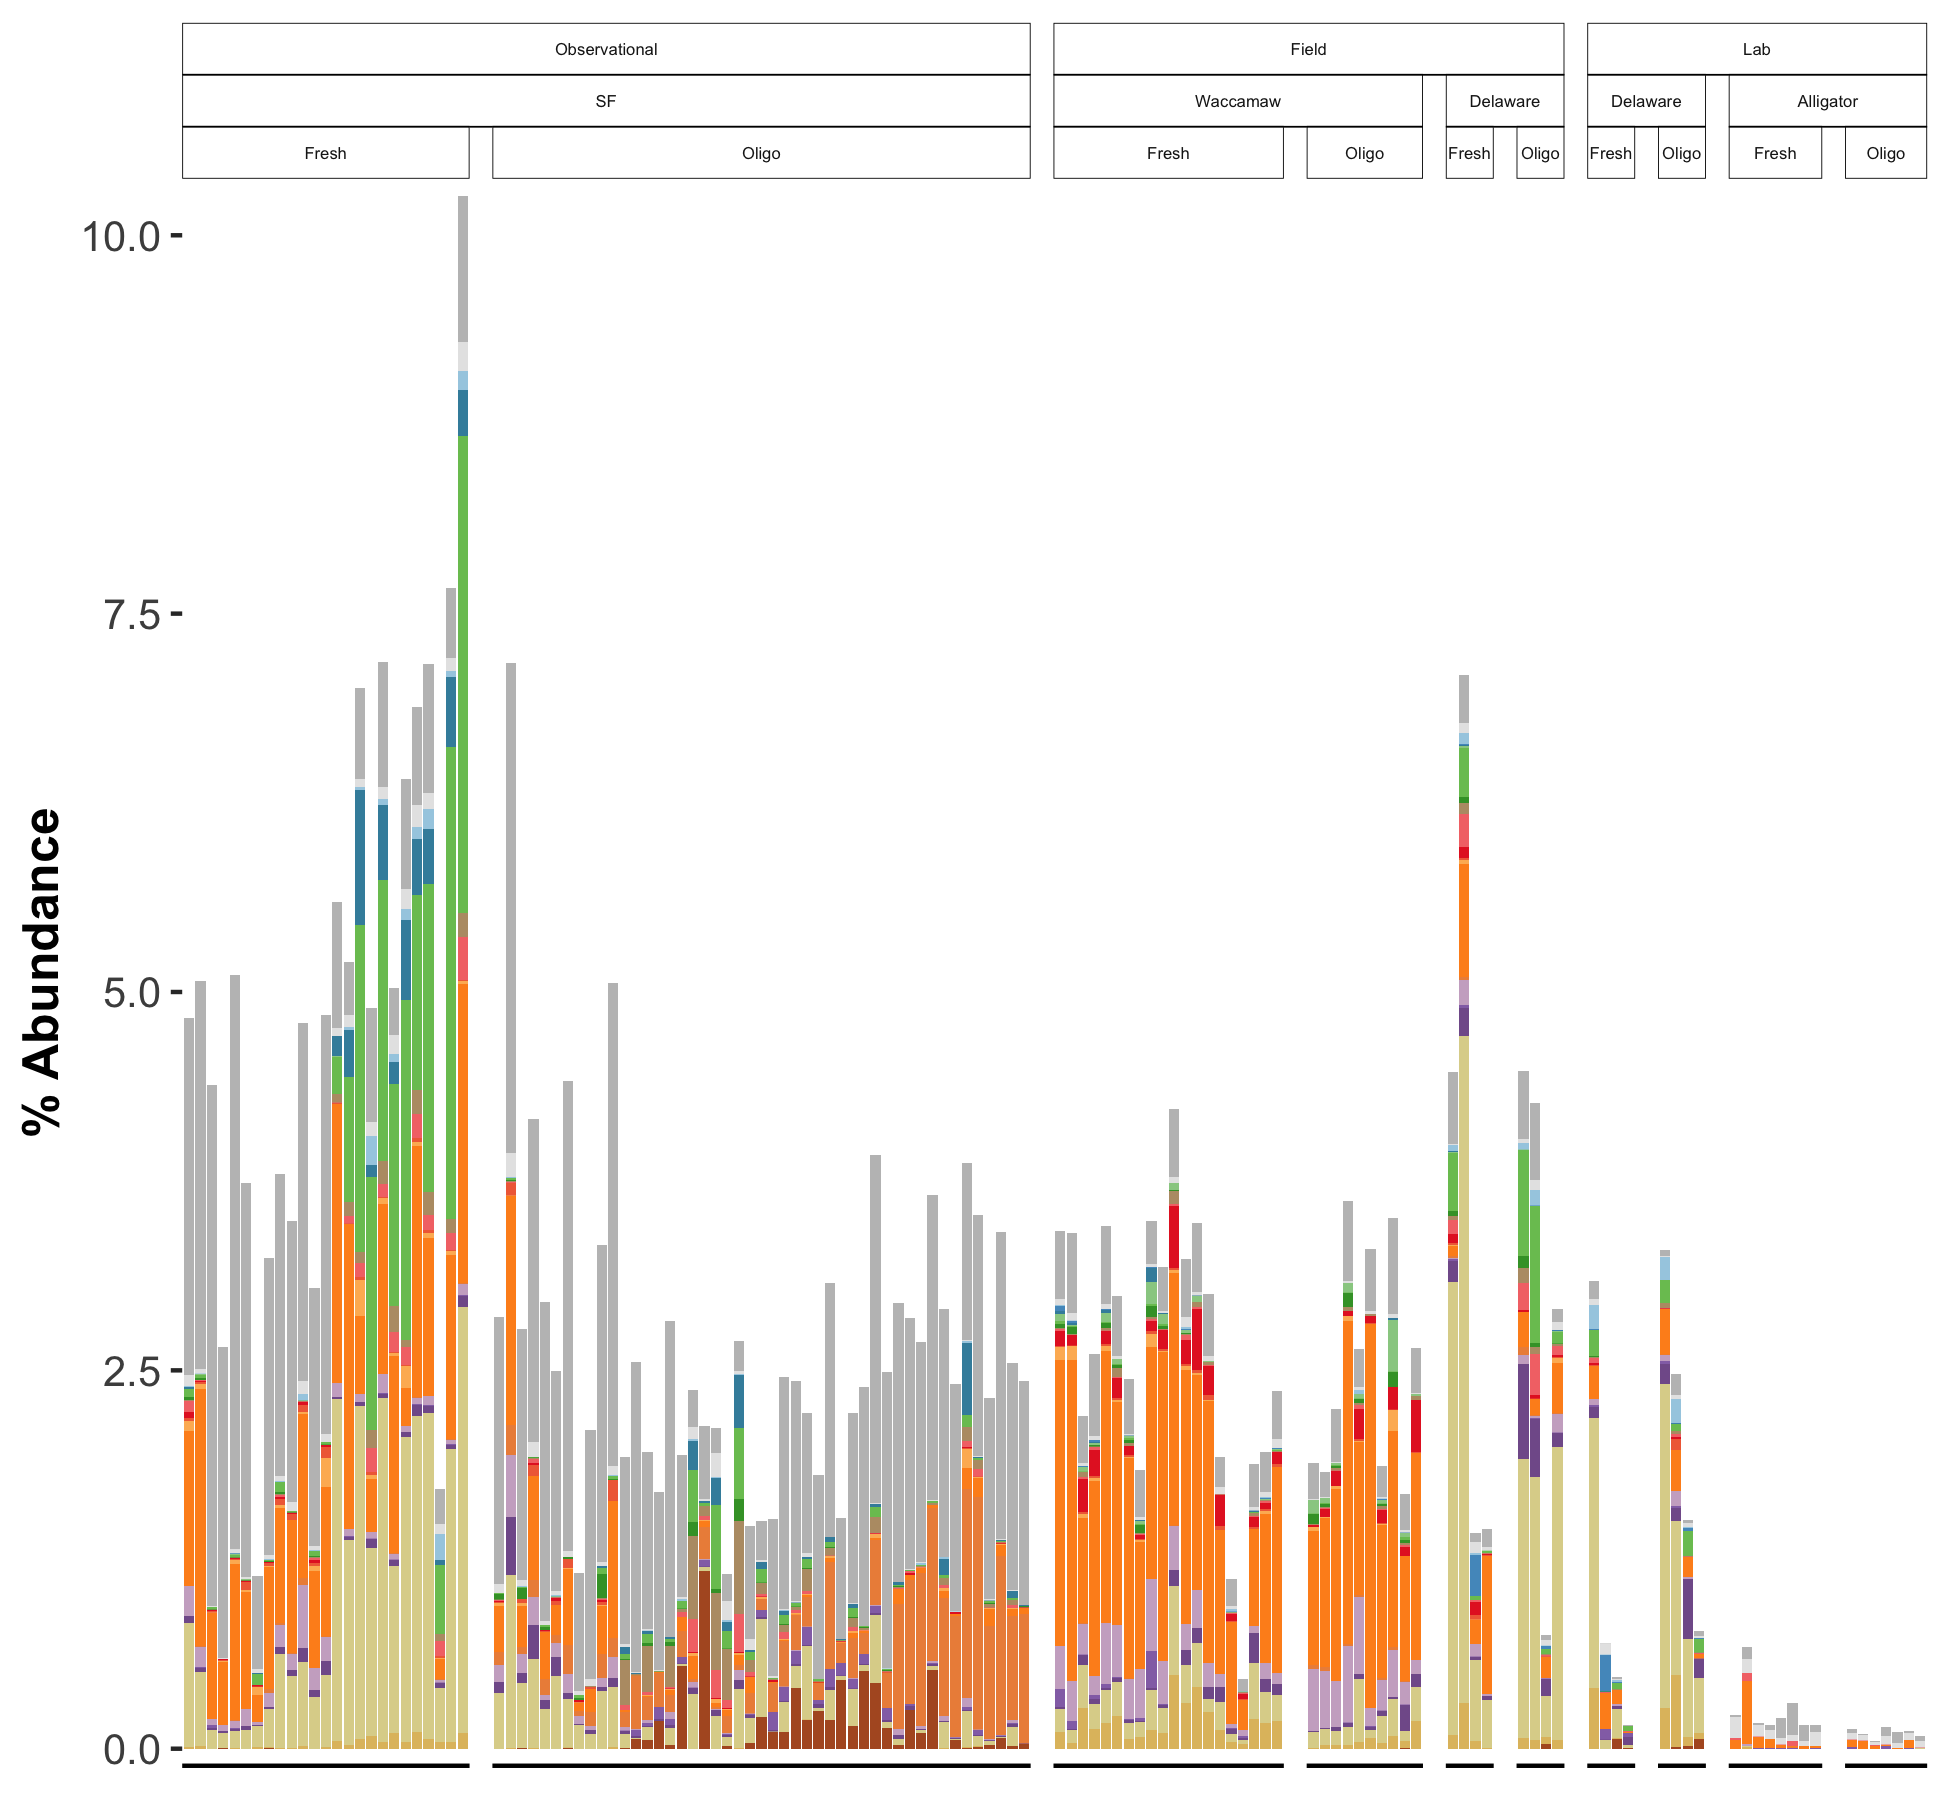 Observational Field Lab
SF Waccamaw Delaware Delaware Alligator
Fresh Oligo Fresh Oligo Fresh Oligo Fresh Oligo Fresh Oligo
10.0
7.5
5.0
2.5
0.0
% Abundance